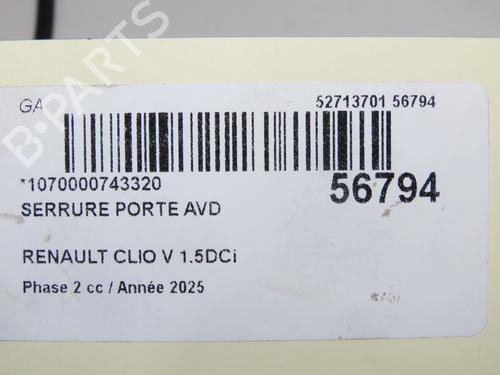 B-PARTS
GA
52713701 56794
*1070000743320
56794
SERRURE PORTE AVD
RENAULT CLIO V 1.5DCi
Phase 2 cc / Année 2025